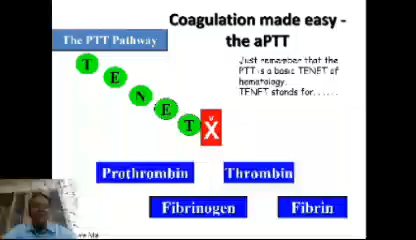 Coagulation made easy -
the aPTT
The PTT Pathway
Just remember that the
PTT is a basic TENET of
hematology.
TENET stands for......
T
E
N
E
T
X
Prothrombin
Thrombin
Fibrinogen
Fibrin